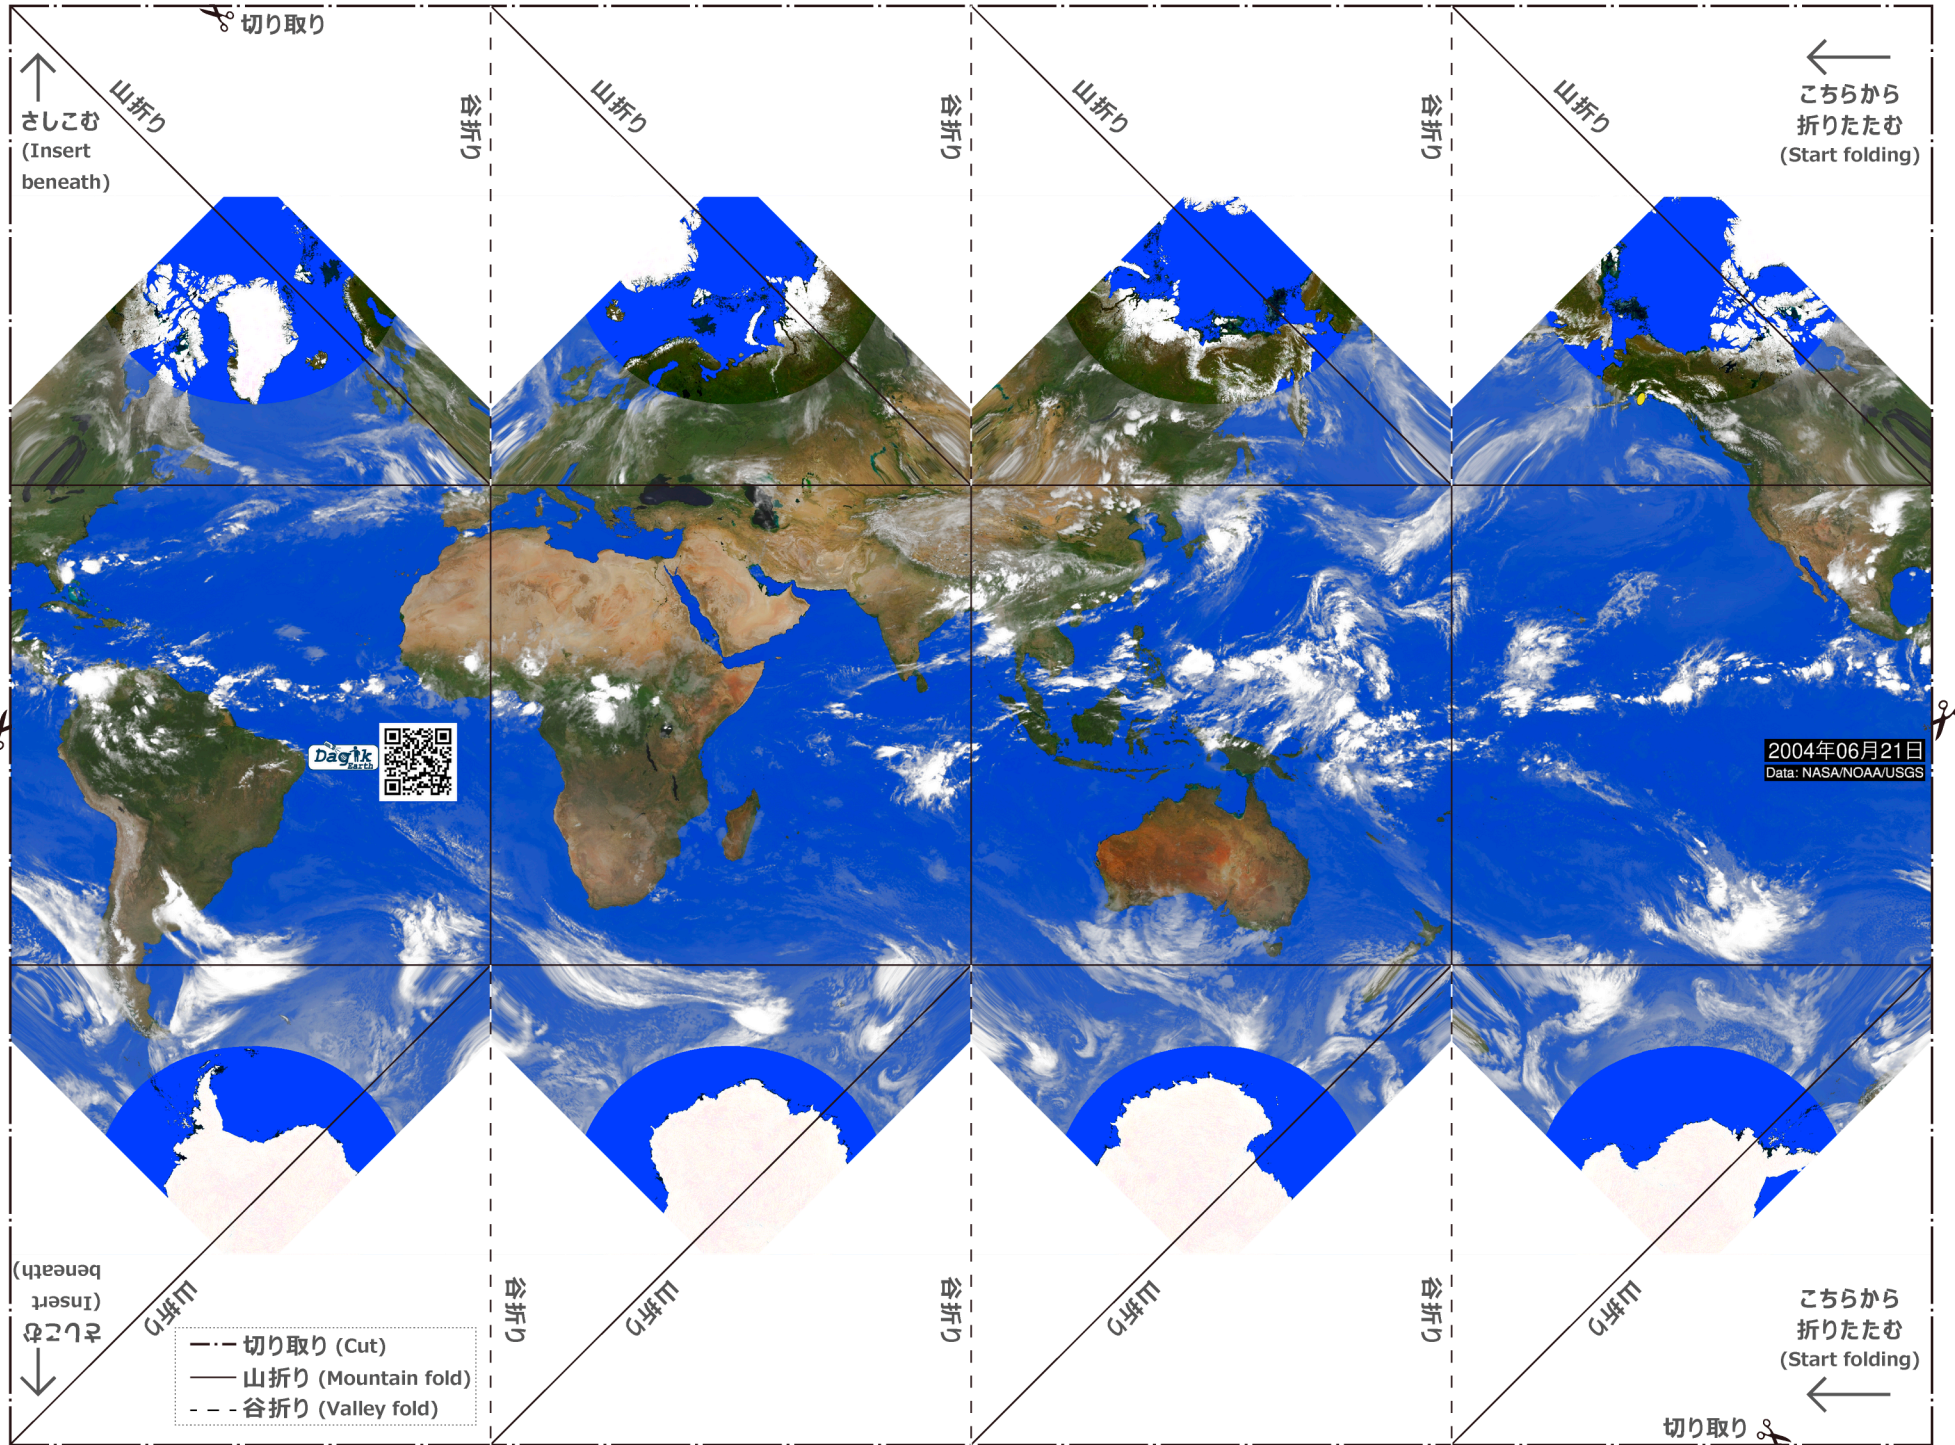 切り取り
さしこむ
(Insert
beneath)
山折り
谷折り
山折り
谷折り
山折り
谷折り
山折り
こちらから
折りたたむ
(Start folding)
Dagik
Earth
2004年06月21日
Data: NASA/NOAA/USGS
さしこむ
(Insert
beneath)
山折り
谷折り
山折り
谷折り
山折り
谷折り
山折り
こちらから
折りたたむ
(Start folding)
切り取り (Cut)
山折り (Mountain fold)
谷折り (Valley fold)
切り取り